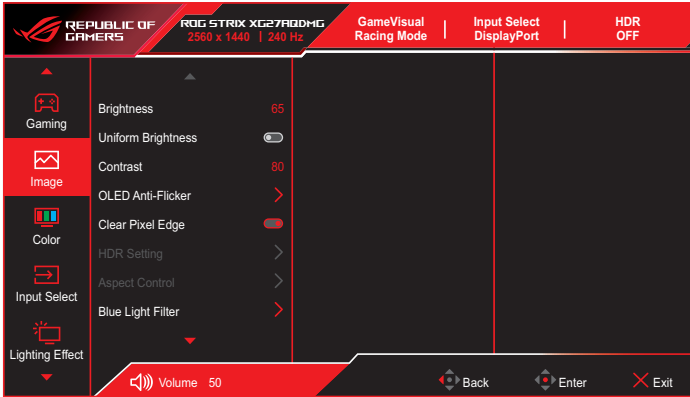 REPUBLIC OF
GAMERS
ROG STRIX XG27AQDMG
2560 x 1440 | 240 Hz
GameVisual
Racing Mode
Input Select
DisplayPort
HDR
OFF
Gaming
Image
Color
Input Select
Lighting Effect
Brightness 65
Uniform Brightness
Contrast 80
OLED Anti-Flicker
Clear Pixel Edge
HDR Setting
Aspect Control
Blue Light Filter
Volume 50
Back
Enter
Exit